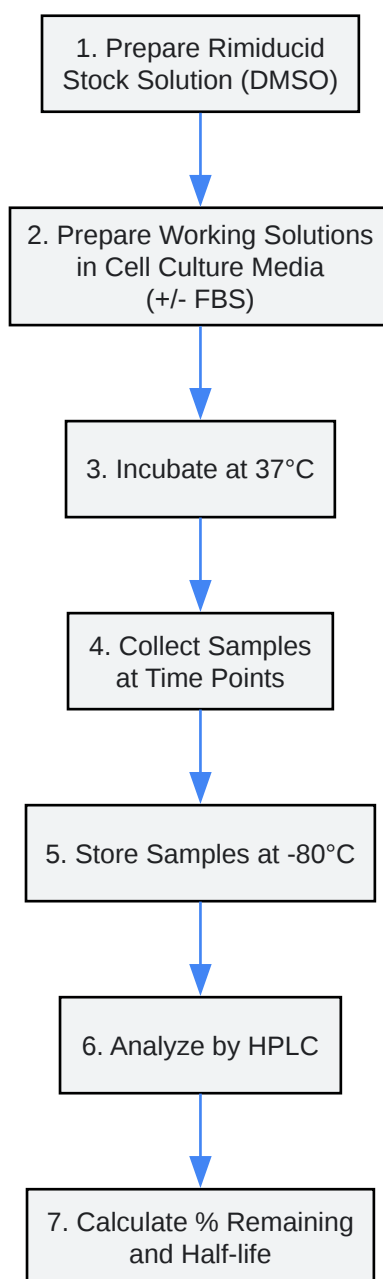 1. Prepare Rimiducid
Stock Solution (DMSO)
2. Prepare Working Solutions
in Cell Culture Media
(+/- FBS)
3. Incubate at 37°C
4. Collect Samples
at Time Points
5. Store Samples at -80°C
6. Analyze by HPLC
7. Calculate % Remaining
and Half-life